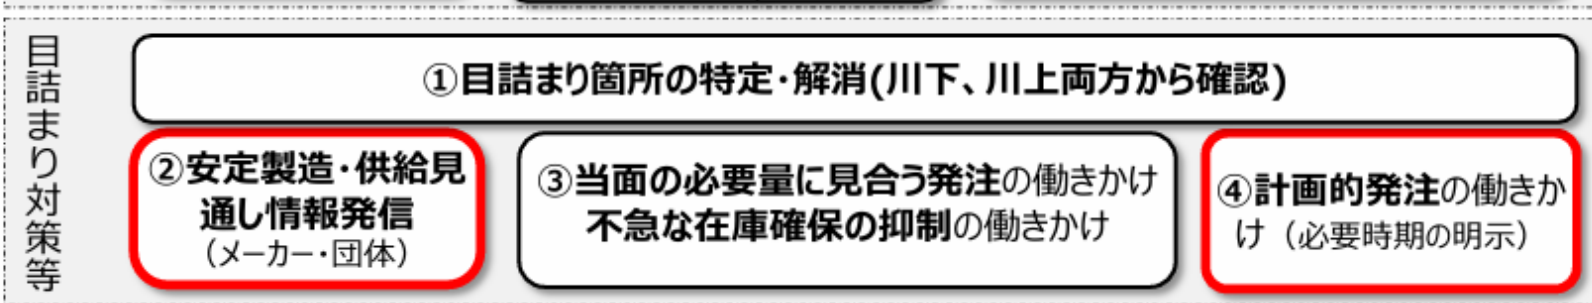 目詰まり対策等
①目詰まり箇所の特定・解消(川下、川上両方から確認)
②安定製造・供給見
通し情報発信
（メーカー・団体）
③当面の必要量に見合う発注の働きかけ
不急な在庫確保の抑制の働きかけ
④計画的発注の働きか
け（必要時期の明示）